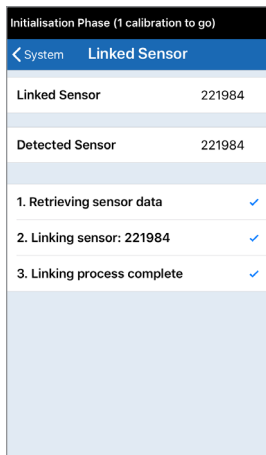 Initialisation Phase (1 calibration to go)
System Linked Sensor
Linked Sensor 221984
Detected Sensor 221984
1. Retrieving sensor data
2. Linking sensor: 221984
3. Linking process complete